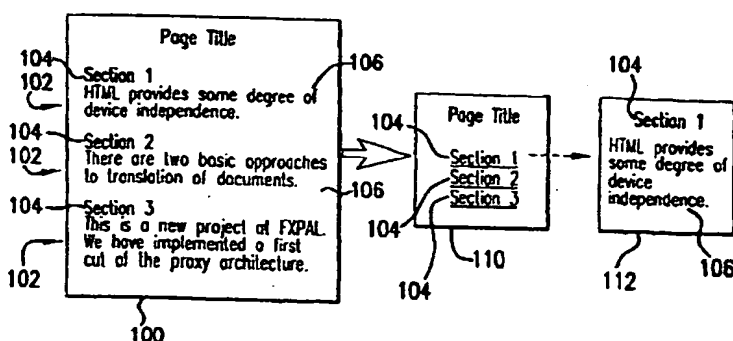 Page Title
104
Section 1
106
102
HTML provides some degree of
device independence.
104
Section 2
102
There are two basic approaches
to translation of documents.
106
104
Section 3
This is a new project at FXPAL.
We have implemented a first
cut of the proxy architecture.
102
100
Page Title
104
Section 1
Section 2
Section 3
104
104
110
104
Section 1
HTML provides
some degree of
device
independence.
106
112